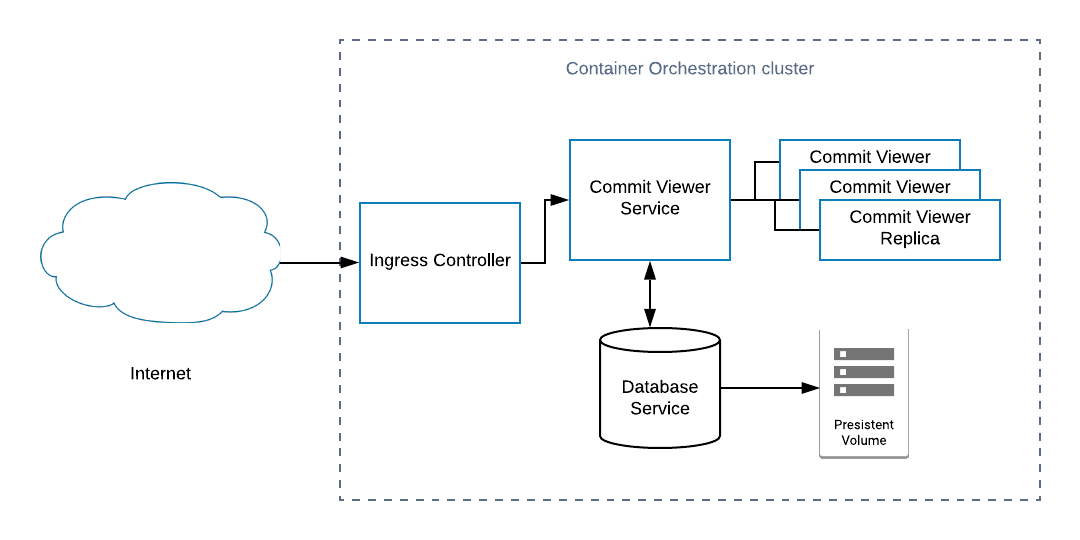 Container Orchestration cluster
Commit Viewer
Service
Commit Viewer
Commit Viewer
Commit Viewer
Replica
Ingress Controller
Internet
Database
Service
Presistent
Volume